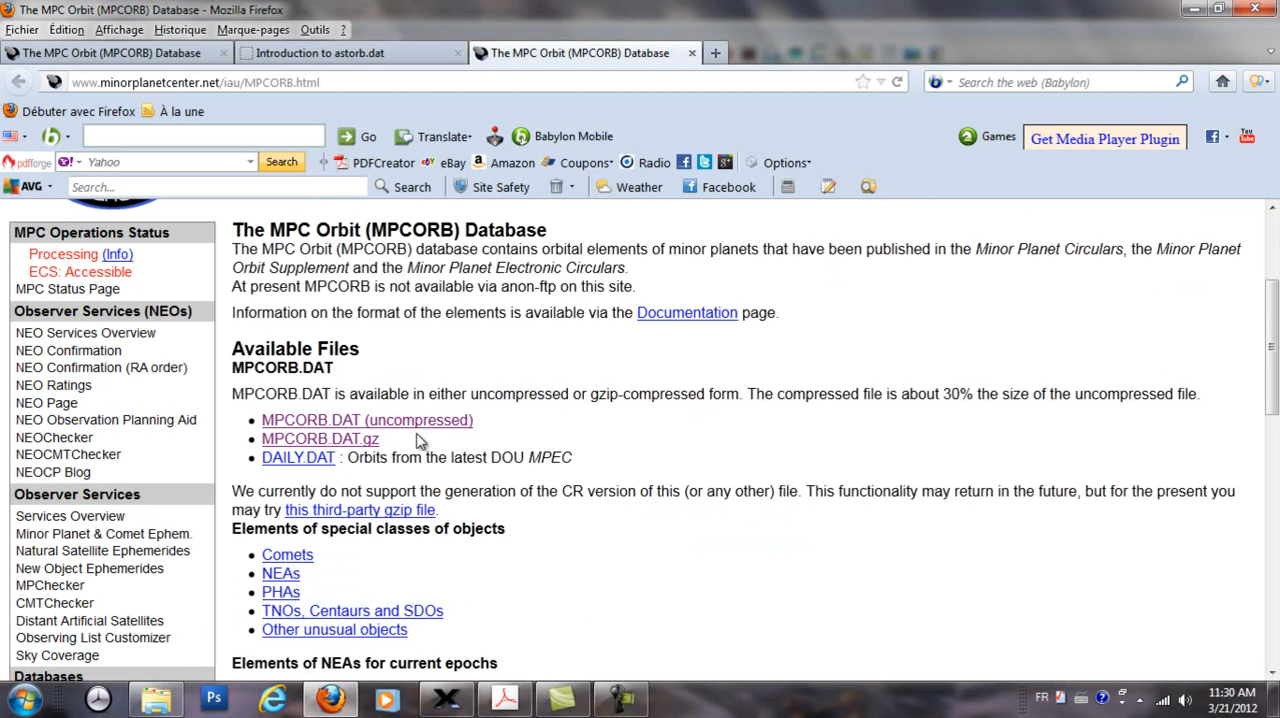 The MPC Orbit (MPCORB) Database - Mozilla Firefox
Fichier Édition Affichage Historique Marque-pages Outils ?
The MPC Orbit (MPCORB) Database Introduction to astorb.dat The MPC Orbit (MPCORB) Database
www.minorplanetcenter.net/iau/MPCORB.html Search the web (Babylon)
Débuter avec Firefox À la une
Go Translate Babylon Mobile Games Get Media Player Plugin You Tube
pdfforge Y! Yahoo Search PDFCreator eBay Amazon Coupons Radio Options
AVG Search... Search Site Safety Weather Facebook
MPC Operations Status
Processing (Info)
ECS: Accessible
MPC Status Page
Observer Services (NEOs)
NEO Services Overview
NEO Confirmation
NEO Confirmation (RA order)
NEO Ratings
NEO Page
NEO Observation Planning Aid
NEOChecker
NEOCMTChecker
NEOCP Blog
Observer Services
Services Overview
Minor Planet & Comet Ephem.
Natural Satellite Ephemerides
New Object Ephemerides
MPChecker
CMTChecker
Distant Artificial Satellites
Observing List Customizer
Sky Coverage
Databases
The MPC Orbit (MPCORB) Database
The MPC Orbit (MPCORB) database contains orbital elements of minor planets that have been published in the Minor Planet Circulars, the Minor Planet
Orbit Supplement and the Minor Planet Electronic Circulars.
At present MPCORB is not available via anon-ftp on this site.
Information on the format of the elements is available via the Documentation page.
Available Files
MPCORB.DAT
MPCORB.DAT is available in either uncompressed or gzip-compressed form. The compressed file is about 30% the size of the uncompressed file.
MPCORB.DAT (uncompressed)
MPCORB.DAT.gz
DAILY.DAT : Orbits from the latest DOU MPEC
We currently do not support the generation of the CR version of this (or any other) file. This functionality may return in the future, but for the present you
may try this third-party gzip file.
Elements of special classes of objects
Comets
NEAs
PHAs
TNOs, Centaurs and SDOs
Other unusual objects
Elements of NEAs for current epochs
Ps FR 11:30 AM
3/21/2012